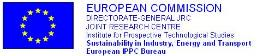 EUROPEAN COMMISSION
DIRECTORATE-GENERAL JRC
JOINT RESEARCH CENTRE
Institute for Prospective Technological Studies
Sustainability in Industry, Energy and Transport
European IPPC Bureau